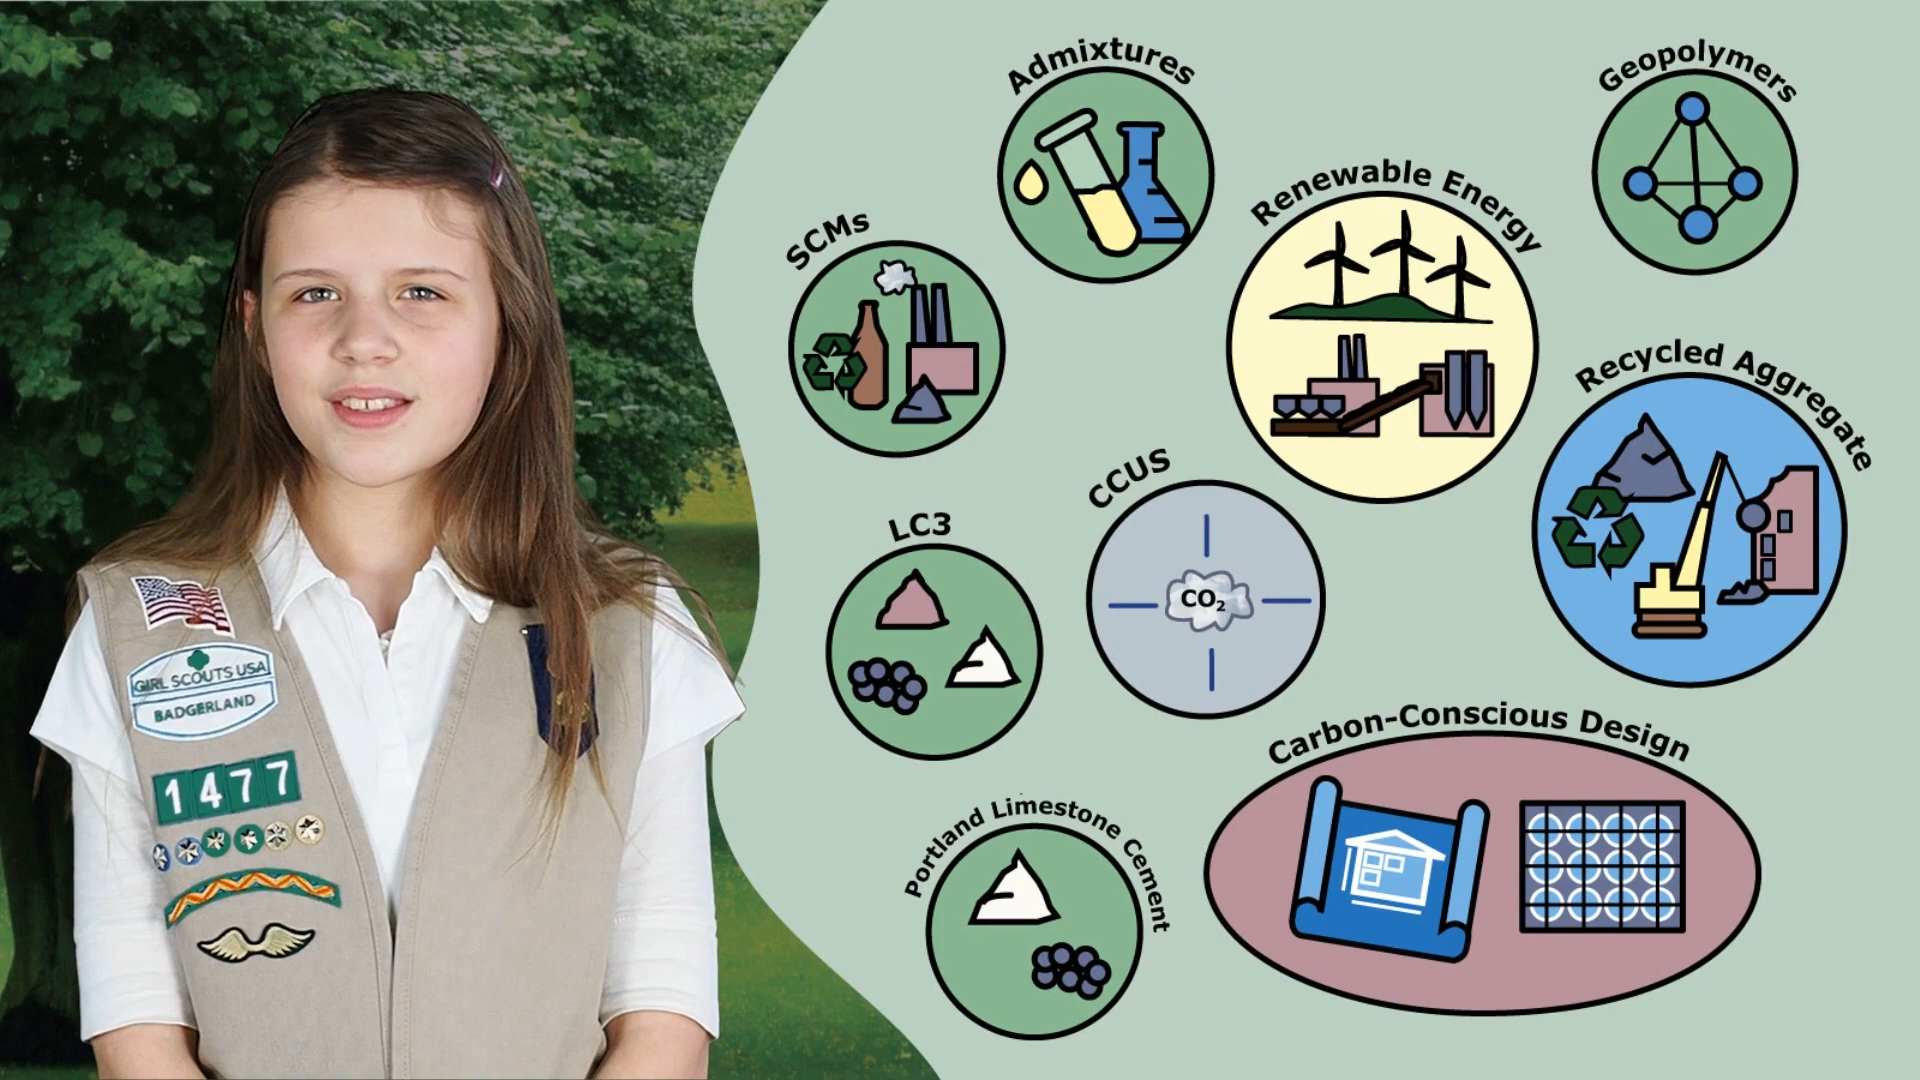 GIRL SCOUTS USA
BADGERLAND
1477
Admixtures
Geopolymers
Renewable Energy
SCMs
Recycled Aggregate
CCUS
LC3
CO₂
Carbon-Conscious Design
Portland Limestone Cement